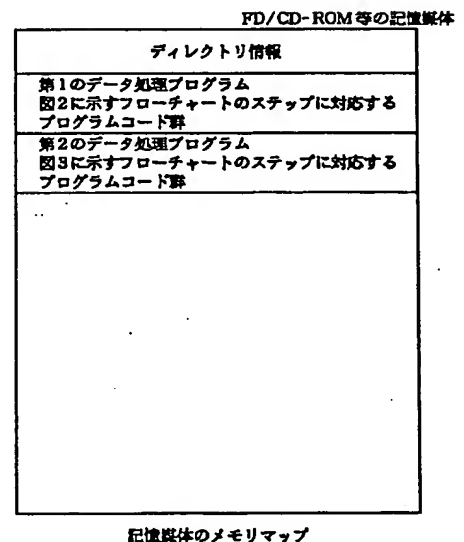 FD/CD-ROM等の記憶媒体
ディレクトリ情報
第1のデータ処理プログラム
図2に示すフローチャートのステップに対応する
プログラムコード群
第2のデータ処理プログラム
図3に示すフローチャートのステップに対応する
プログラムコード群
記憶媒体のメモリマップ